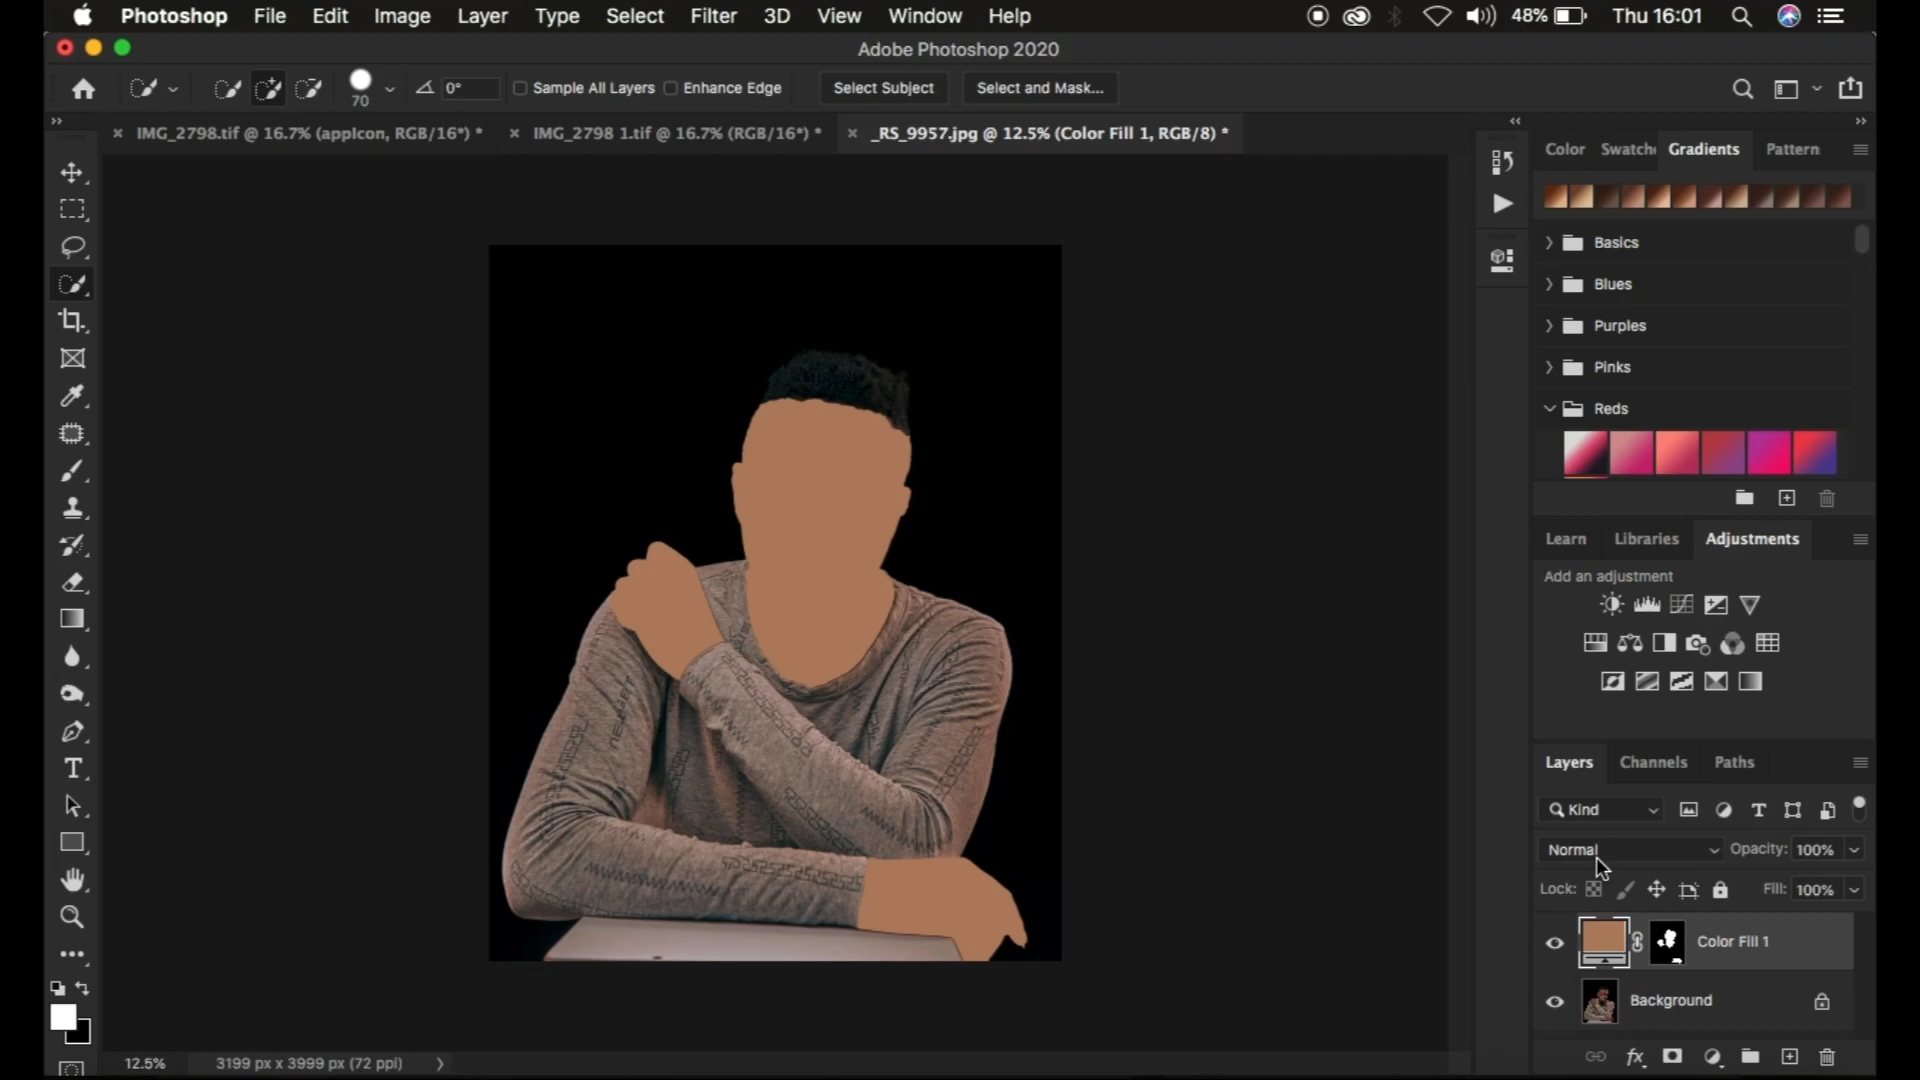 Photoshop File Edit Image Layer Type Select Filter 3D View Window Help 48% Thu 16:01
Adobe Photoshop 2020
70 0° Sample All Layers Enhance Edge Select Subject Select and Mask...
IMG_2798.tif @ 16.7% (appIcon, RGB/16*) * IMG_2798 1.tif @ 16.7% (RGB/16*) * _RS_9957.jpg @ 12.5% (Color Fill 1, RGB/8) *
Color Swatche Gradients Pattern
Basics
Blues
Purples
Pinks
Reds
Learn Libraries Adjustments
Add an adjustment
Layers Channels Paths
Kind
Normal Opacity: 100%
Lock: Fill: 100%
Color Fill 1
Background
12.5% 3199 px x 3999 px (72 ppi)